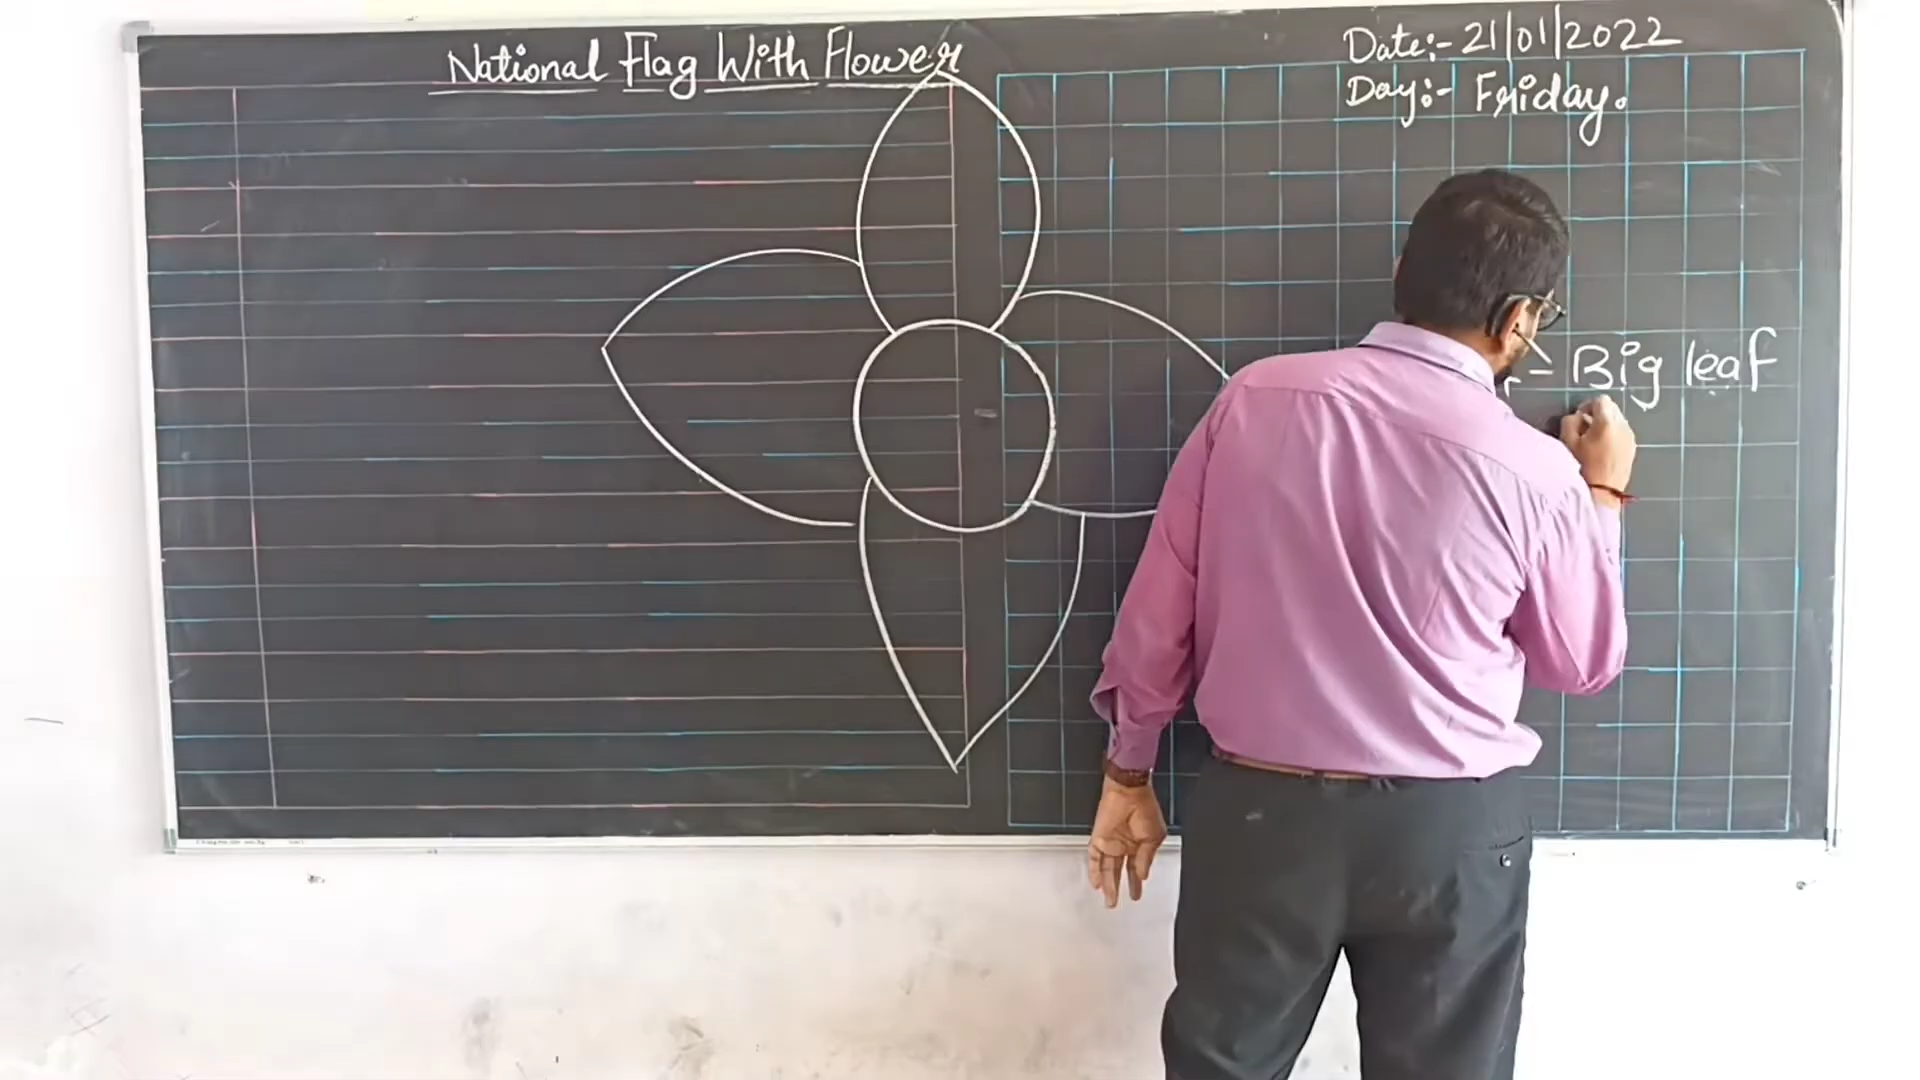 National Flag With Flower
Date:- 21/01/2022
Day:- Friday.
- Big leaf